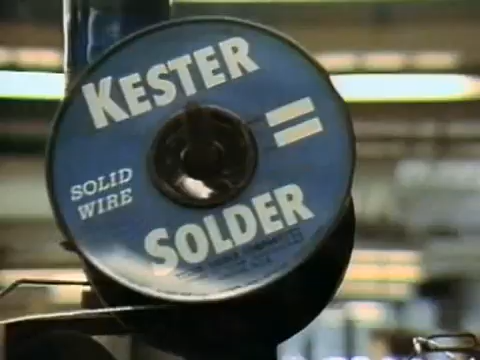 KESTER
=
SOLID
WIRE
SOLDER